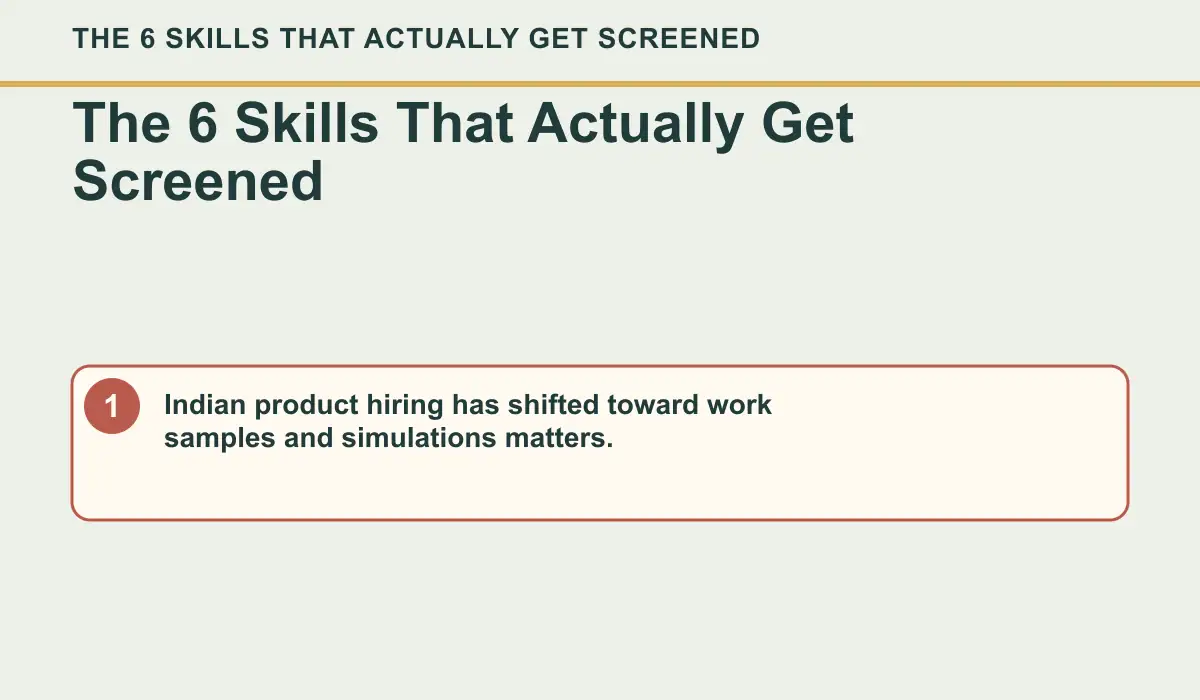 THE 6 SKILLS THAT ACTUALLY GET SCREENED
The 6 Skills That Actually Get
Screened
1
Indian product hiring has shifted toward work
samples and simulations matters.